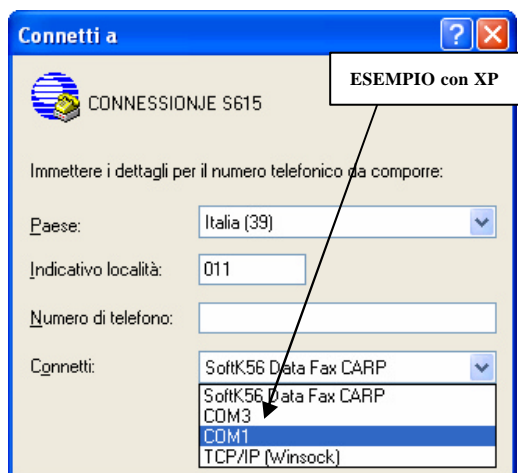 Connetti a
ESEMPIO con XP
CONNESSIONJE S615
Immettere i dettagli per il numero telefonico da comporre:
Paese: Italia (39)
Indicativo località: 011
Numero di telefono:
Connetti: SoftK56 Data Fax CARP
SoftK56 Data Fax CARP
COM3
COM1
TCP/IP (Winsock)